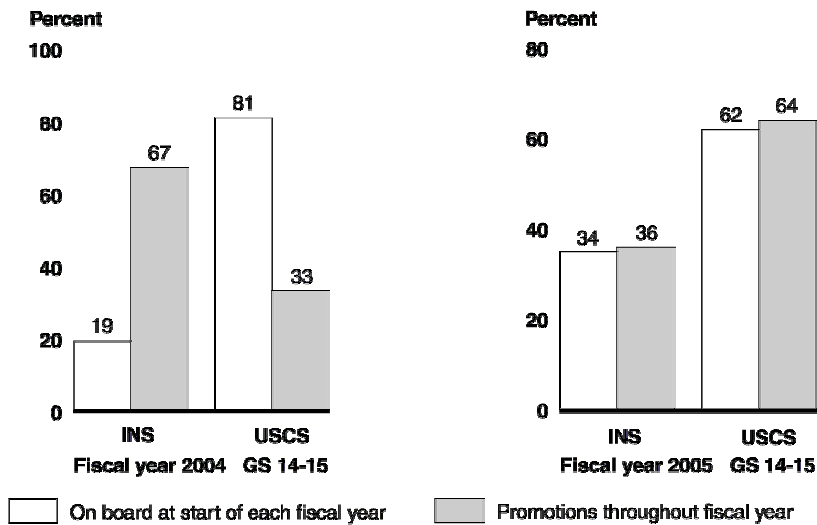 Percent
100
80
60
40
20
0
19
67
81
33
INS
USCS
Fiscal year 2004 GS 14-15
Percent
80
60
40
20
0
34
36
62
64
INS
USCS
Fiscal year 2005 GS 14-15
On board at start of each fiscal year
Promotions throughout fiscal year